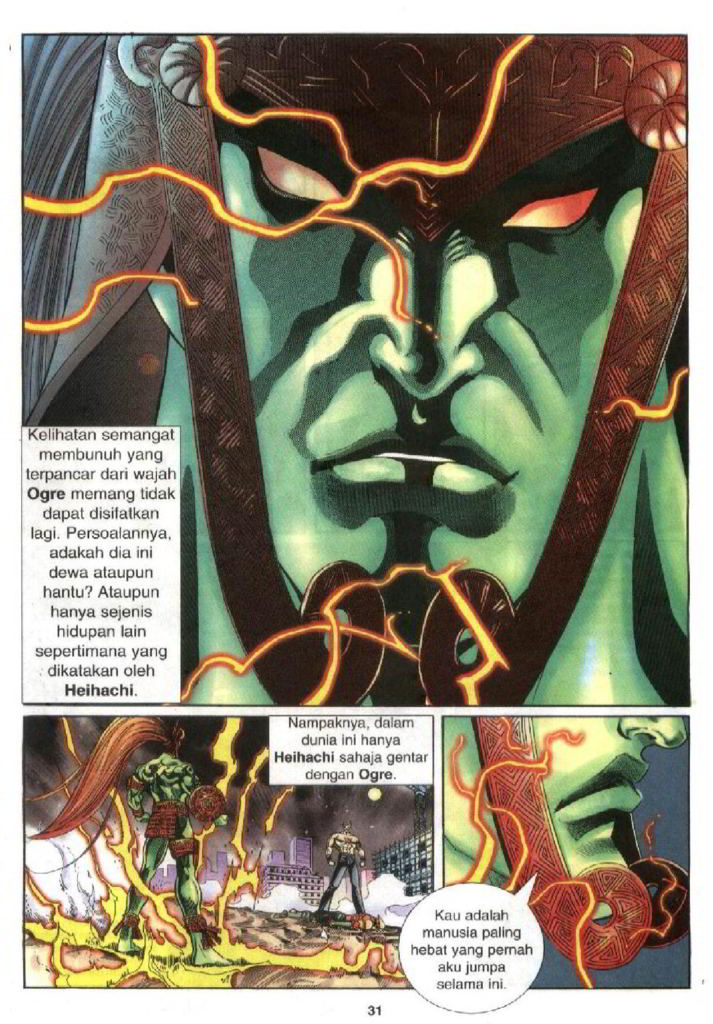 Kelihatan semangat
membunuh yang
terpancar dari wajah
Ogre memang tidak
dapat disifatkan
lagi. Persoalannya,
adakah dia ini
dewa ataupun
hantu? Ataupun
hanya sejenis
hidupan lain
sepertimana yang
dikatakan oleh
Heihachi.
Nampaknya, dalam
dunia ini hanya
Heihachi sahaja gentar
dengan Ogre.
Kau adalah
manusia paling
hebat yang pernah
aku jumpa
selama ini.
31